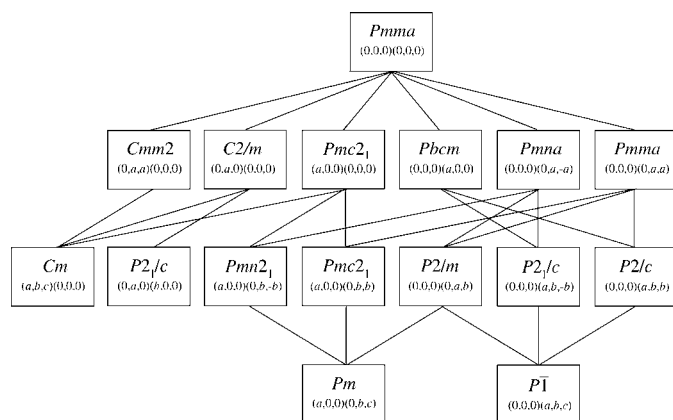 Pmma
(0,0,0)(0,0,0)
Cmm2
(0,a,a)(0,0,0)
C2/m
(0,a,0)(0,0,0)
Pmc2₁
(a,0,0)(0,0,0)
Pbcm
(0,0,0)(a,0,0)
Pmna
(0,0,0)(0,a,-a)
Pmma
(0,0,0)(0,a,a)
Cm
(a,b,c)(0,0,0)
P2₁/c
(0,a,0)(b,0,0)
Pmn2₁
(a,0,0)(0,b,-b)
Pmc2₁
(a,0,0)(0,b,b)
P2/m
(0,0,0)(0,a,b)
P2₁/c
(0,0,0)(a,b,-b)
P2/c
(0,0,0)(a,b,b)
Pm
(a,0,0)(0,b,c)
P1̅
(0,0,0)(a,b,c)